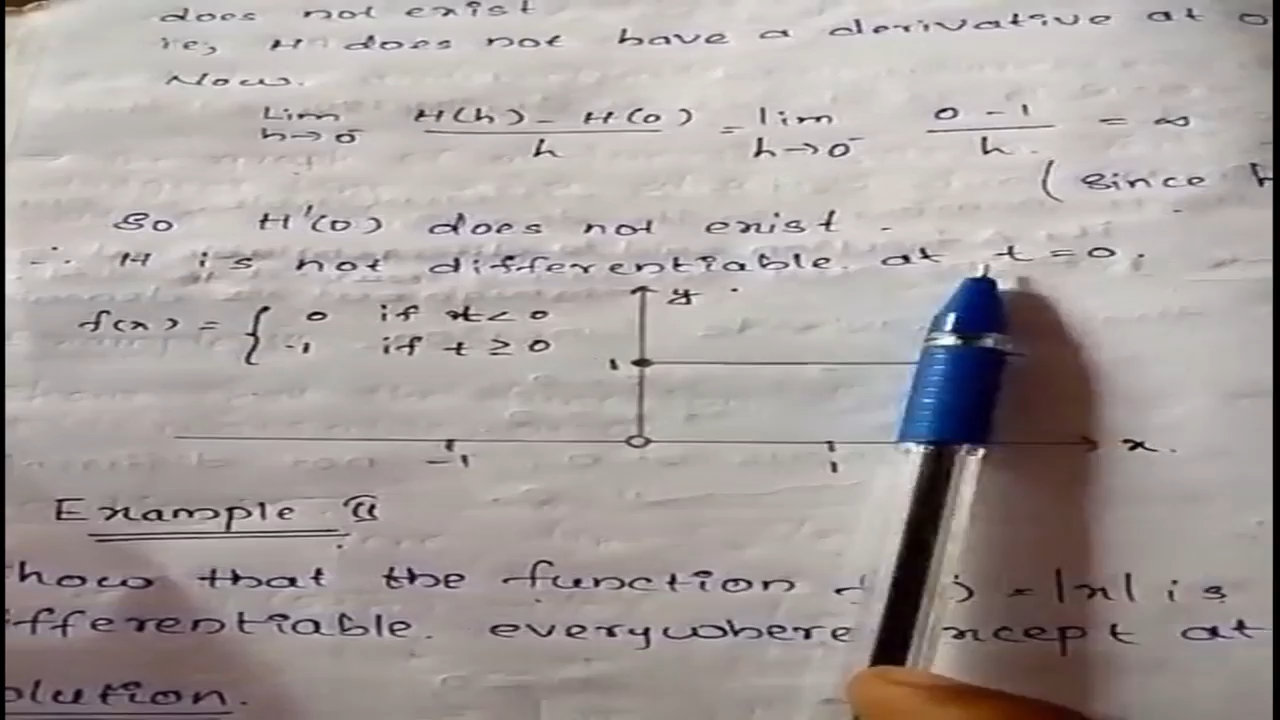 does not exist
ie, H does not have a derivative at 0
Now.
Lim h→0⁻ H(h) - H(0) / h = lim h→0⁻ 0 - 1 / h = ∞
( since h
So H'(0) does not exist.
∴ H is not differentiable. at t = 0.
f(x) = { 0 if t < 0
1 if t ≥ 0
y
1
-1 1 x.
Example
how that the function = |x| is
fferentiable. everywhere xcept at
olution.